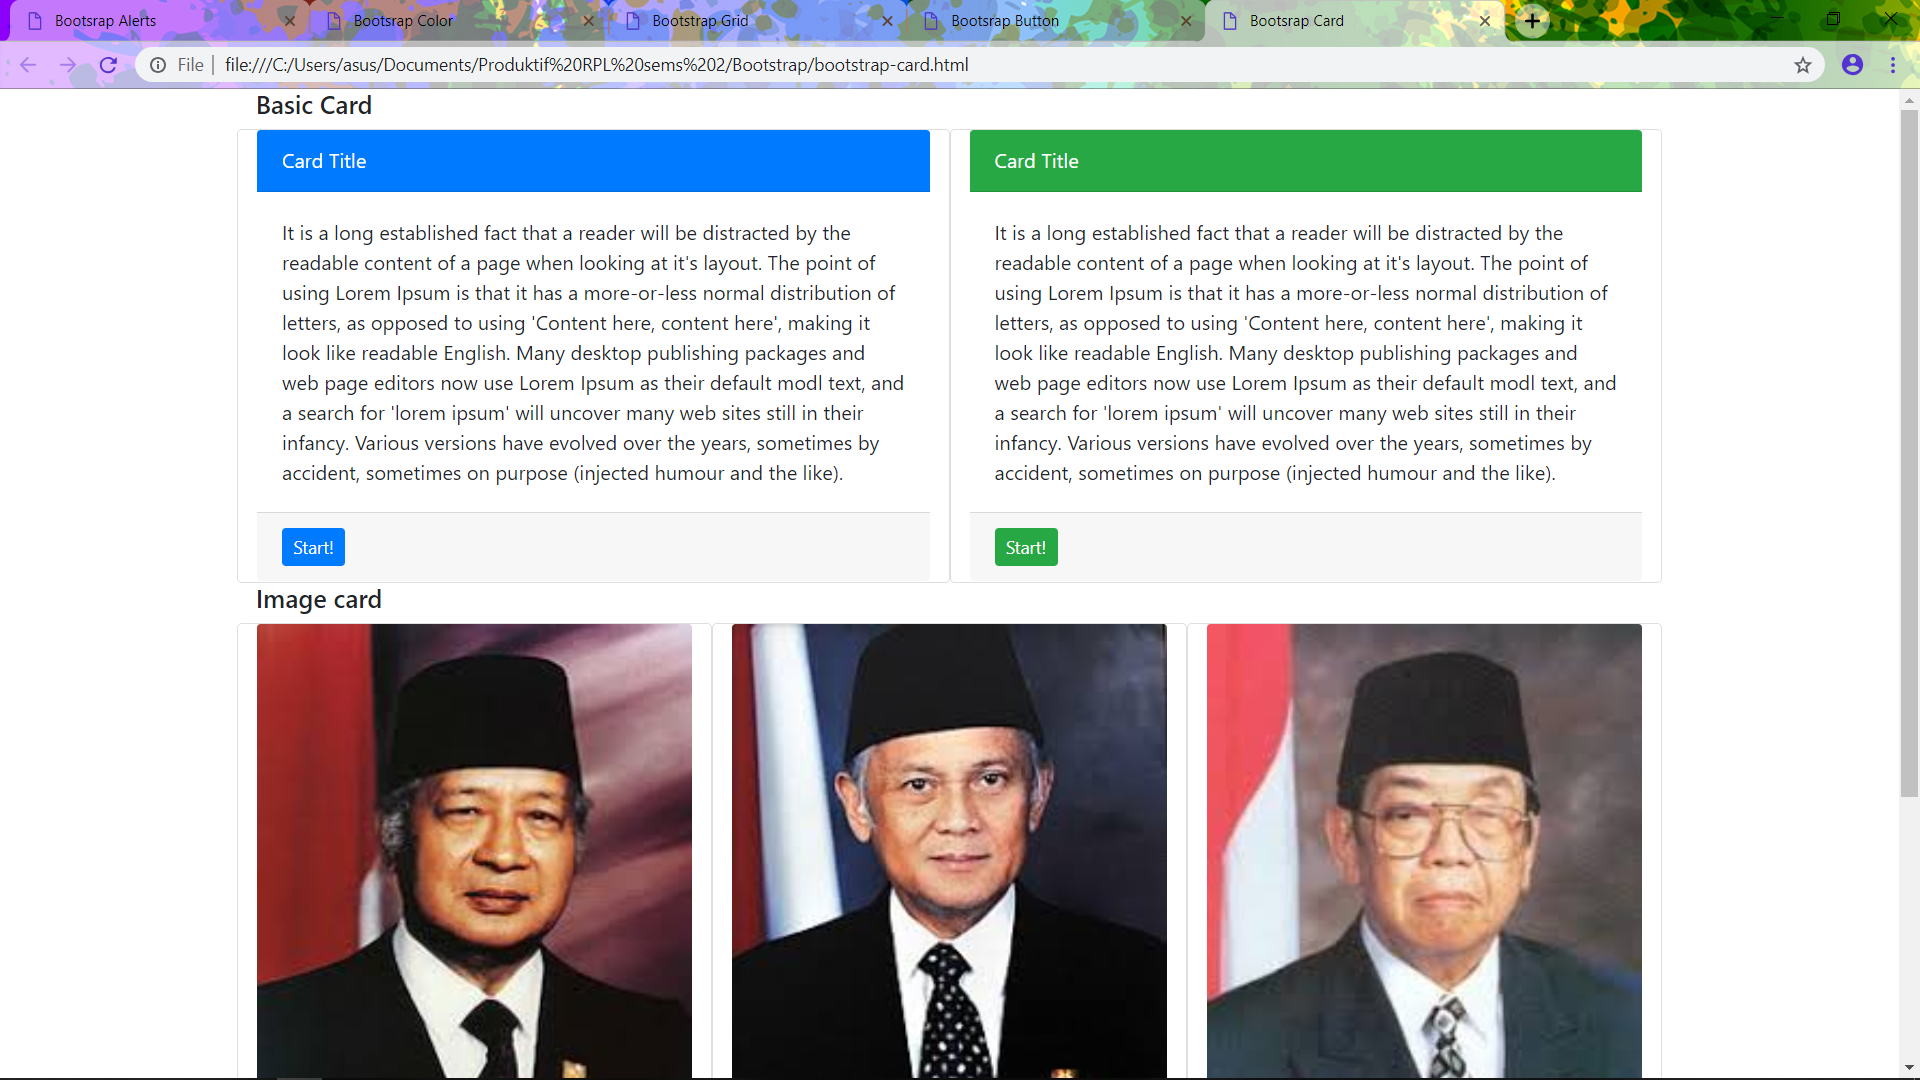 Bootsrap Alerts
Bootsrap Color
Bootstrap Grid
Bootsrap Button
Bootsrap Card
File
file:///C:/Users/asus/Documents/Produktif%20RPL%20sems%202/Bootstrap/bootstrap-card.html
Basic Card
Card Title
It is a long established fact that a reader will be distracted by the
readable content of a page when looking at it's layout. The point of
using Lorem Ipsum is that it has a more-or-less normal distribution of
letters, as opposed to using 'Content here, content here', making it
look like readable English. Many desktop publishing packages and
web page editors now use Lorem Ipsum as their default modl text, and
a search for 'lorem ipsum' will uncover many web sites still in their
infancy. Various versions have evolved over the years, sometimes by
accident, sometimes on purpose (injected humour and the like).
Start!
Card Title
It is a long established fact that a reader will be distracted by the
readable content of a page when looking at it's layout. The point of
using Lorem Ipsum is that it has a more-or-less normal distribution of
letters, as opposed to using 'Content here, content here', making it
look like readable English. Many desktop publishing packages and
web page editors now use Lorem Ipsum as their default modl text, and
a search for 'lorem ipsum' will uncover many web sites still in their
infancy. Various versions have evolved over the years, sometimes by
accident, sometimes on purpose (injected humour and the like).
Start!
Image card